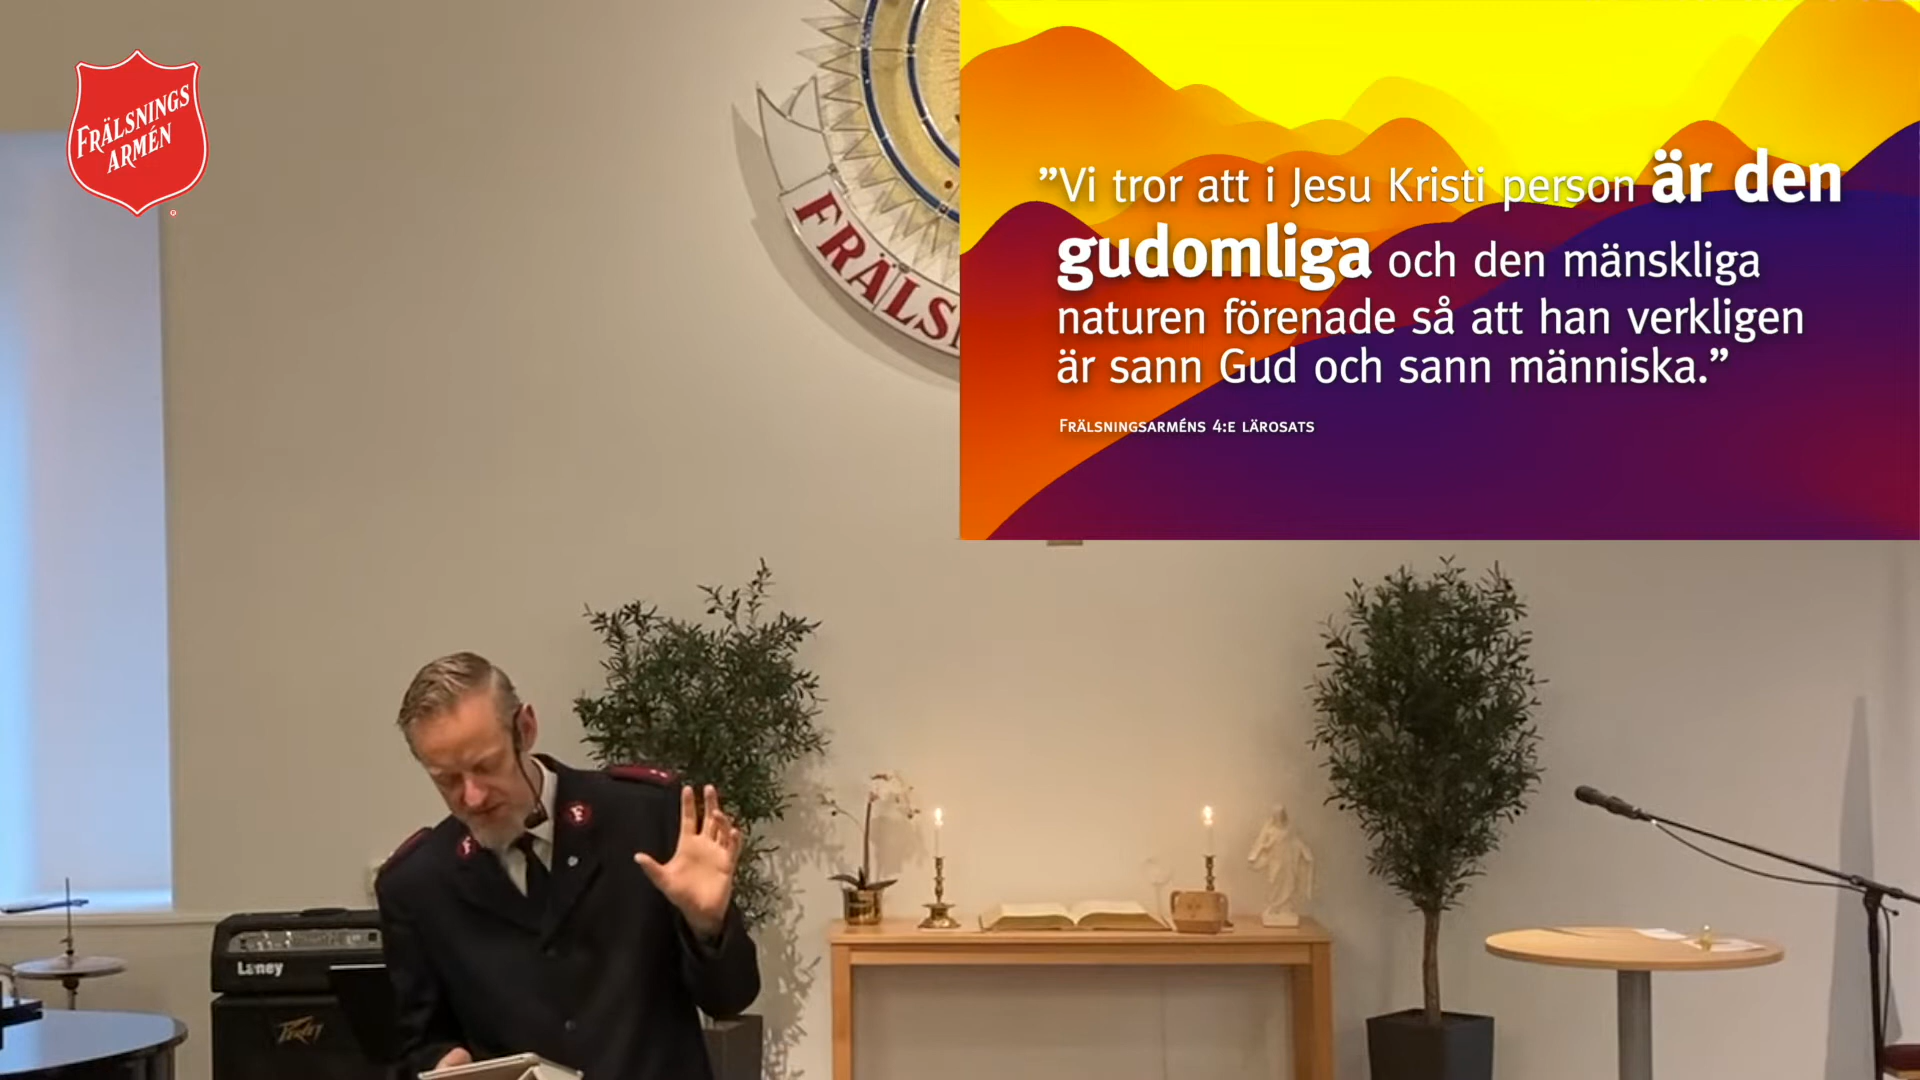 FRÄLSNINGS
ARMÉN
FRÄLS
”Vi tror att i Jesu Kristi person är den
gudomliga och den mänskliga
naturen förenade så att han verkligen
är sann Gud och sann människa.”
Frälsningsarméns 4:e lärosats
Laney
PEAVEY